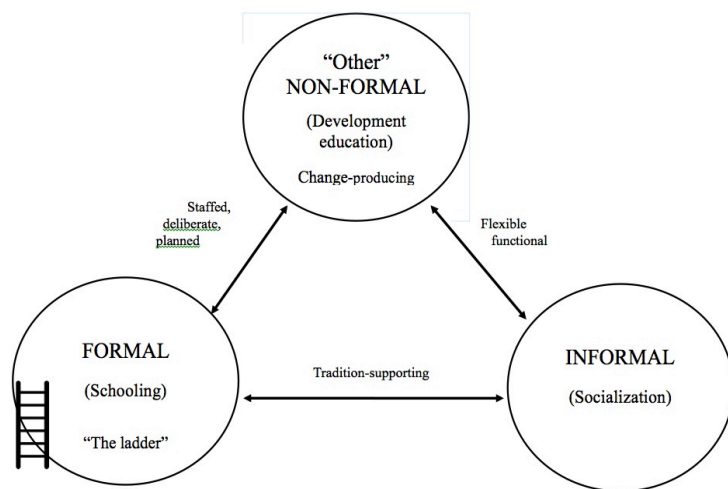 “Other”
NON-FORMAL
(Development
education)
Change-producing
Staffed,
deliberate,
planned
Flexible
functional
FORMAL
(Schooling)
“The ladder”
Tradition-supporting
INFORMAL
(Socialization)